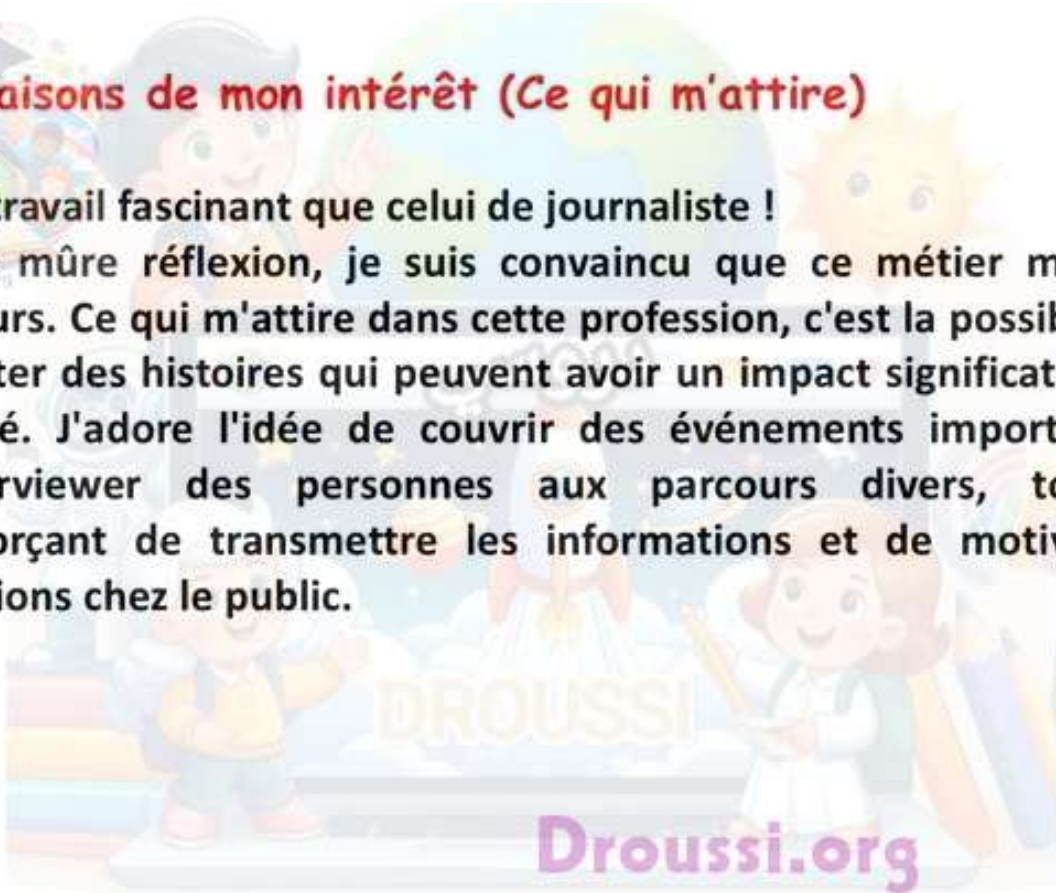 aisons de mon intérêt (Ce qui m'attire)
travail fascinant que celui de journaliste !
mûre réflexion, je suis convaincu que ce métier m
urs. Ce qui m'attire dans cette profession, c'est la possib
ter des histoires qui peuvent avoir un impact significat
é. J'adore l'idée de couvrir des événements import
rviewer des personnes aux parcours divers, to
orçant de transmettre les informations et de motiv
ions chez le public.
DROUSSI
Droussi.org